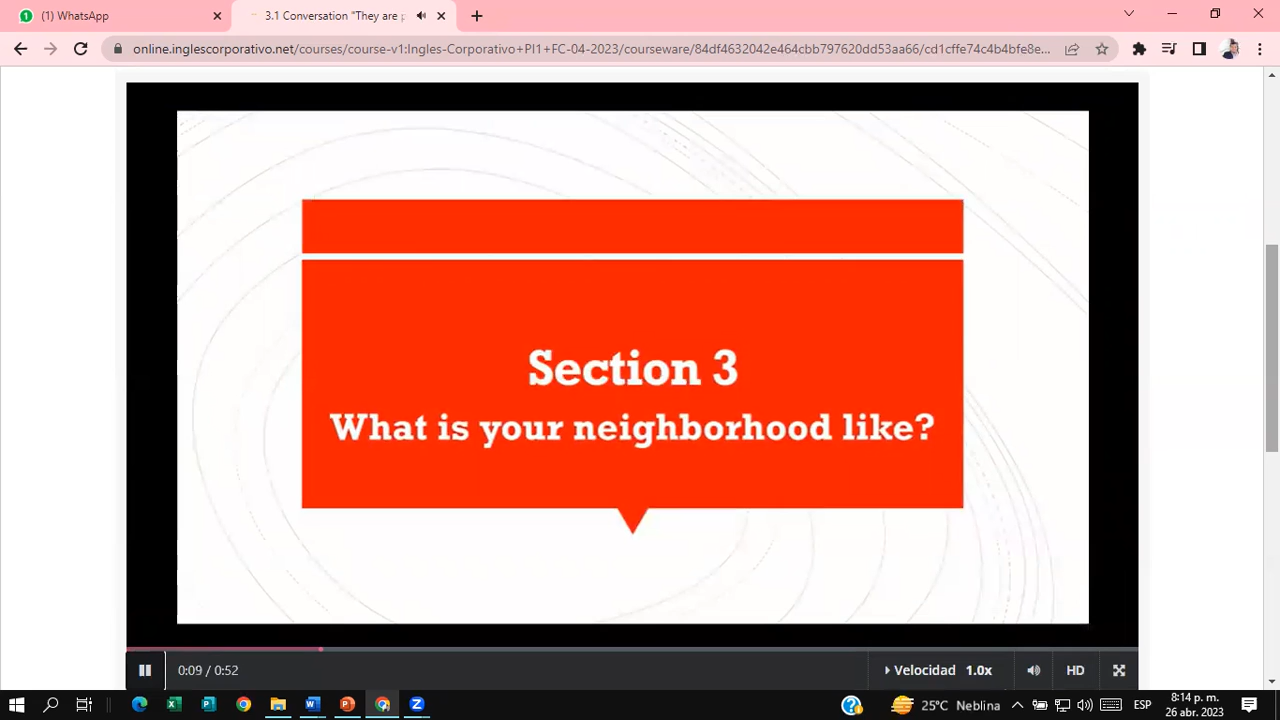 (1) WhatsApp
3.1 Conversation "They are p
online.inglescorporativo.net/courses/course-v1:Ingles-Corporativo+PI1+FC-04-2023/courseware/84df4632042e464cbb797620dd53aa66/cd1cffe74c4b4bfe8e...
Section 3
What is your neighborhood like?
0:09 / 0:52
Velocidad 1.0x
HD
25°C Neblina
ESP
8:14 p. m.
26 abr. 2023